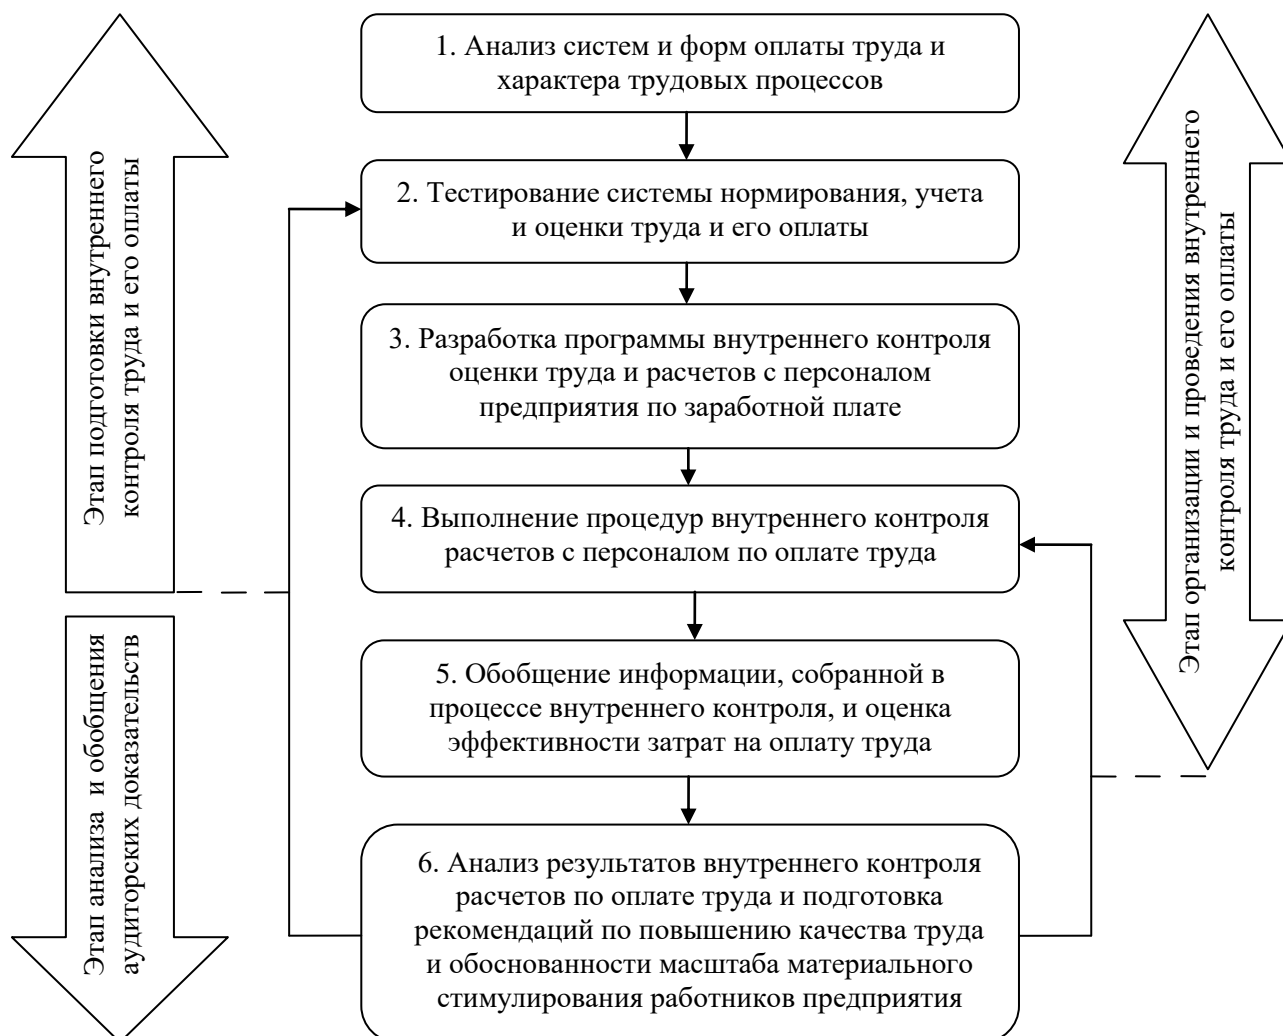 1. Анализ систем и форм оплаты труда и
характера трудовых процессов
2. Тестирование системы нормирования, учета
и оценки труда и его оплаты
3. Разработка программы внутреннего контроля
оценки труда и расчетов с персоналом
предприятия по заработной плате
4. Выполнение процедур внутреннего контроля
расчетов с персоналом по оплате труда
5. Обобщение информации, собранной в
процессе внутреннего контроля, и оценка
эффективности затрат на оплату труда
6. Анализ результатов внутреннего контроля
расчетов по оплате труда и подготовка
рекомендаций по повышению качества труда
и обоснованности масштаба материального
стимулирования работников предприятия
Этап подготовки внутреннего
контроля труда и его оплаты
Этап анализа и обобщения
аудиторских доказательств
Этап организации и проведения внутреннего
контроля труда и его оплаты